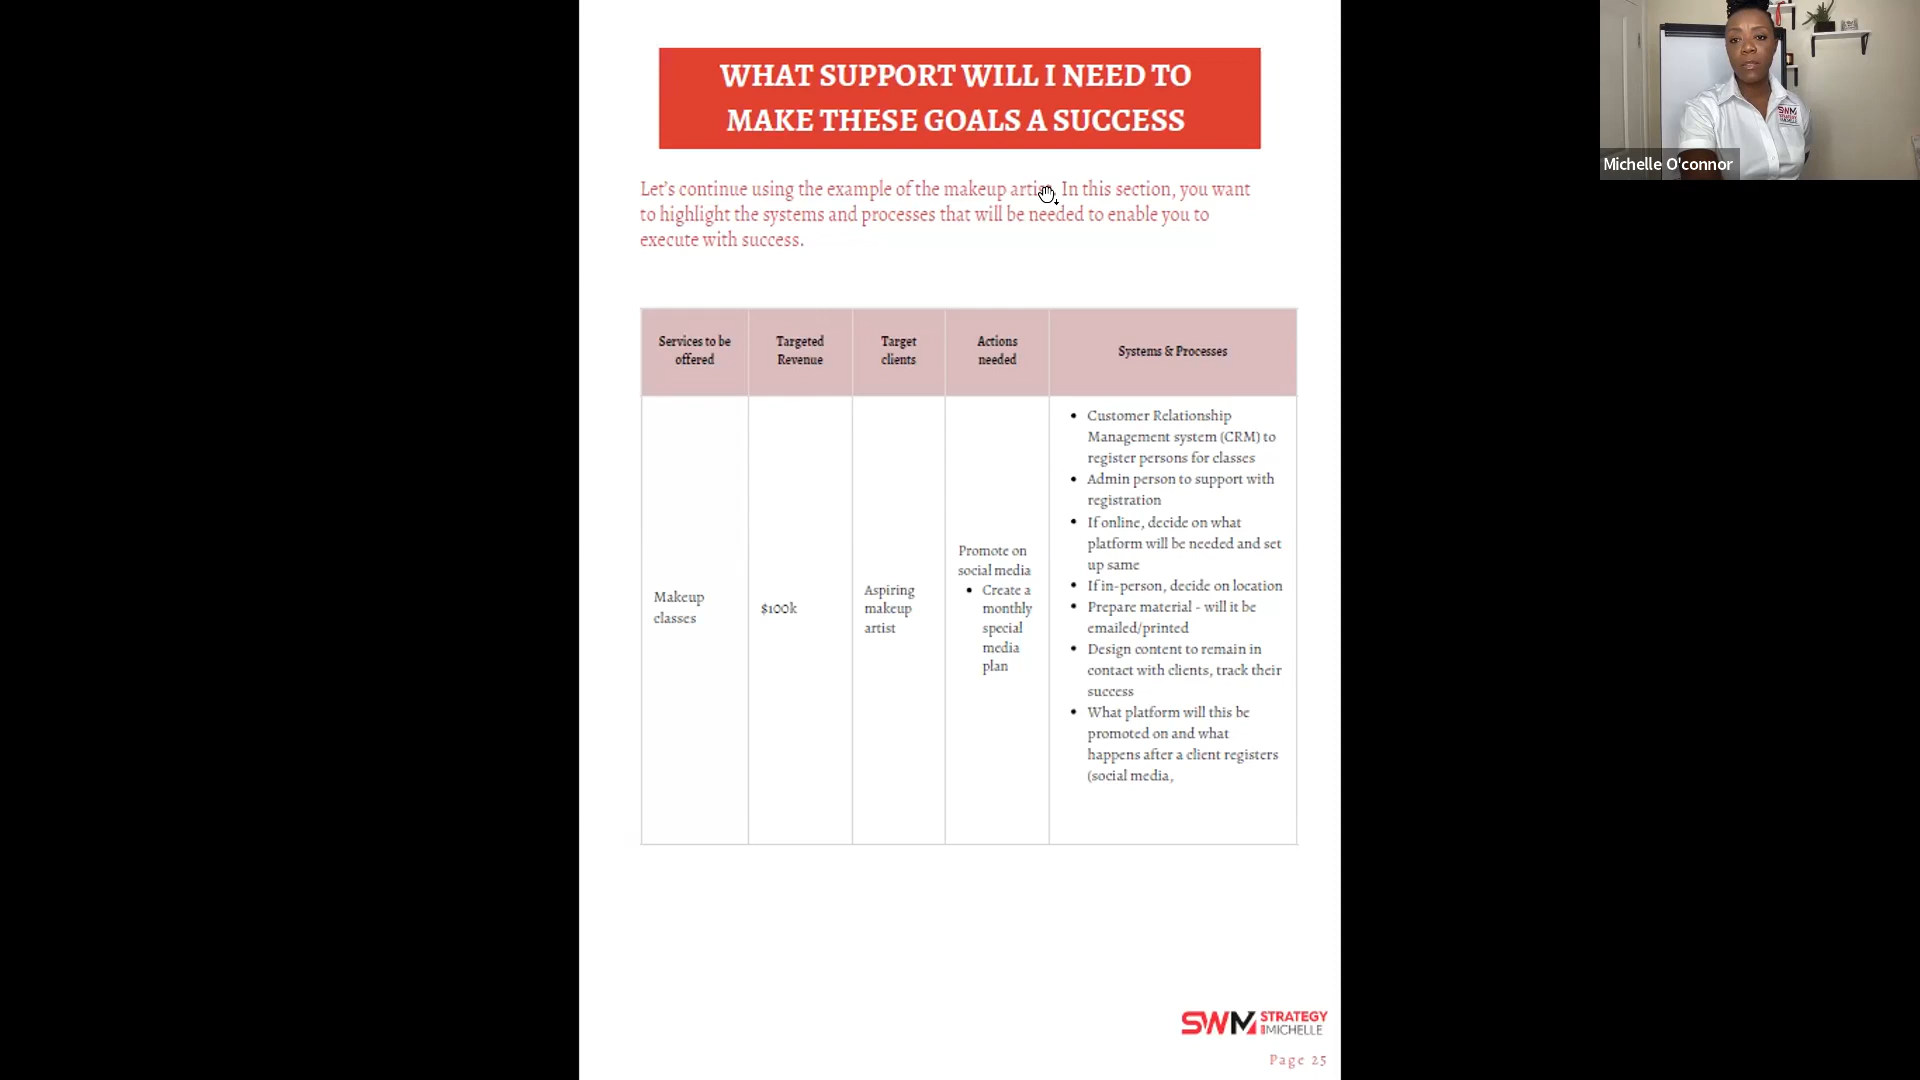 WHAT SUPPORT WILL I NEED TO
MAKE THESE GOALS A SUCCESS
Let's continue using the example of the makeup artist. In this section, you want
to highlight the systems and processes that will be needed to enable you to
execute with success.
Services to be
offered
Targeted
Revenue
Target
clients
Actions
needed
Systems & Processes
Makeup
classes
$100k
Aspiring
makeup
artist
Promote on
social media
• Create a
monthly
special
media
plan
• Customer Relationship
Management system (CRM) to
register persons for classes
• Admin person to support with
registration
• If online, decide on what
platform will be needed and set
up same
• If in-person, decide on location
• Prepare material - will it be
emailed/printed
• Design content to remain in
contact with clients, track their
success
• What platform will this be
promoted on and what
happens after a client registers
(social media,
SWM STRATEGY
MICHELLE
Page 25
SWM
Michelle O'connor